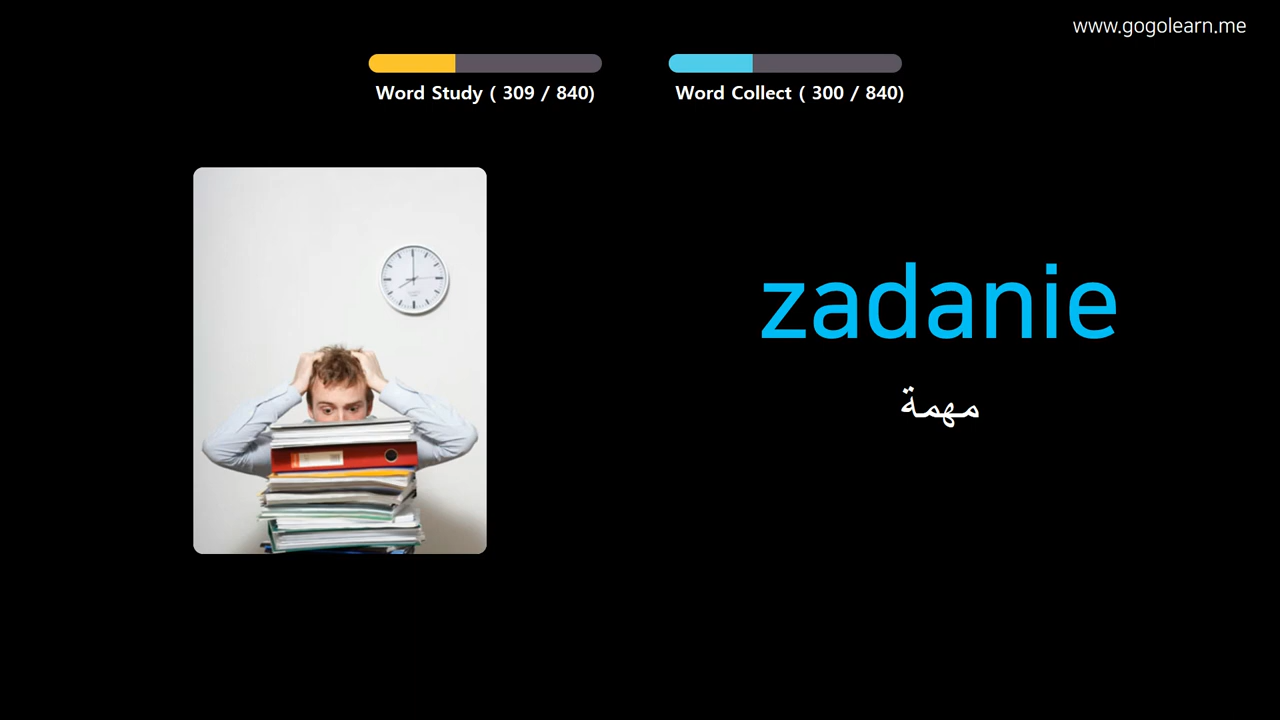 www.gogolearn.me
Word Study ( 309 / 840)
Word Collect ( 300 / 840)
zadanie
مهمة